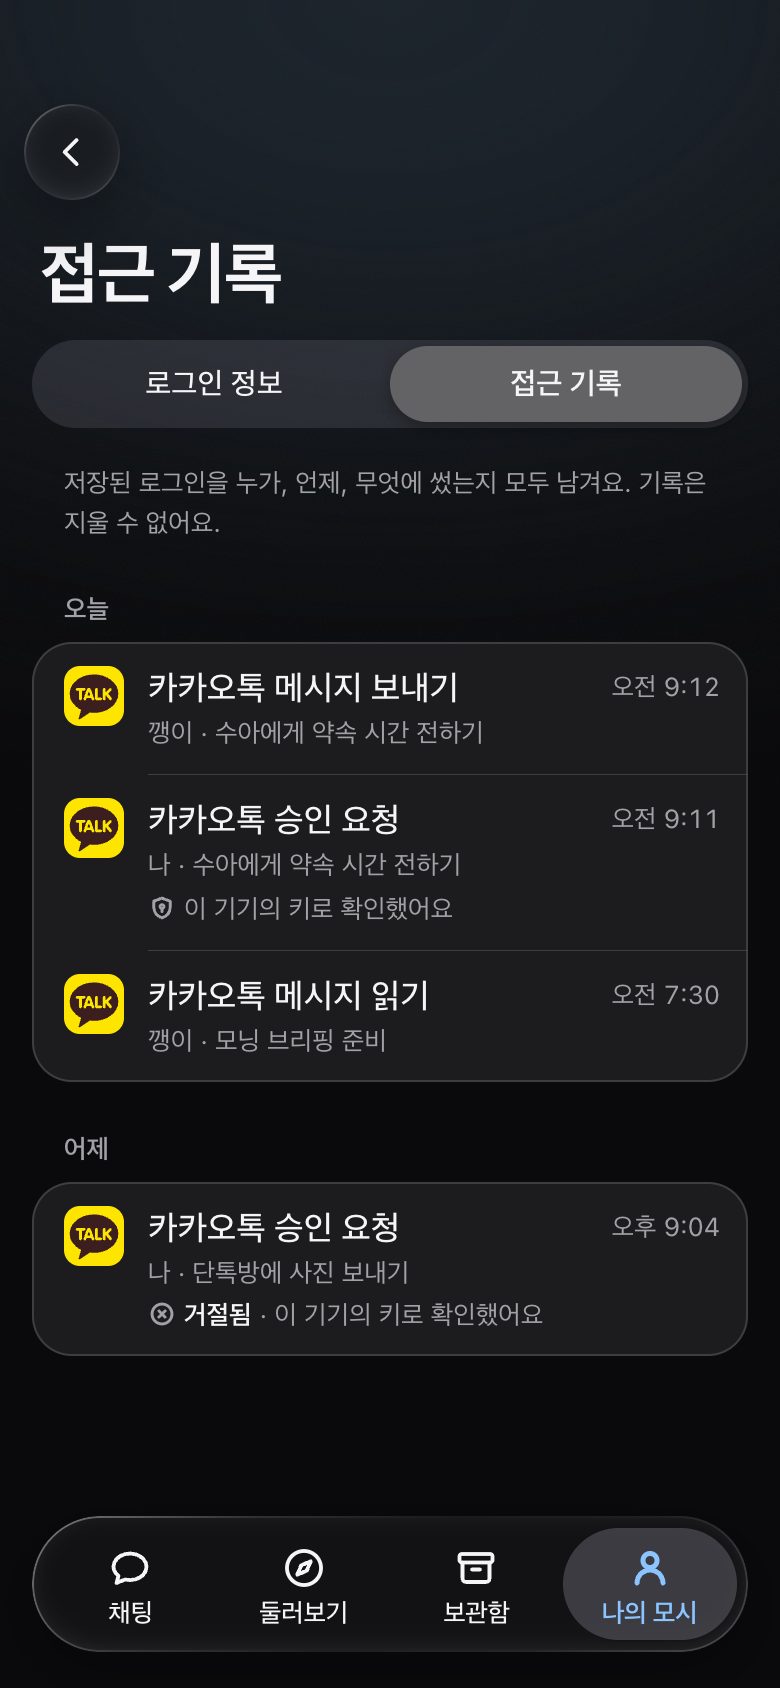 접근 기록
로그인 정보
접근 기록
저장된 로그인을 누가, 언제, 무엇에 썼는지 모두 남겨요. 기록은
지울 수 없어요.
오늘
TALK
카카오톡 메시지 보내기
오전 9:12
깽이 · 수아에게 약속 시간 전하기
TALK
카카오톡 승인 요청
오전 9:11
나 · 수아에게 약속 시간 전하기
이 기기의 키로 확인했어요
TALK
카카오톡 메시지 읽기
오전 7:30
깽이 · 모닝 브리핑 준비
어제
TALK
카카오톡 승인 요청
오후 9:04
나 · 단톡방에 사진 보내기
거절됨 · 이 기기의 키로 확인했어요
채팅
둘러보기
보관함
나의 모시